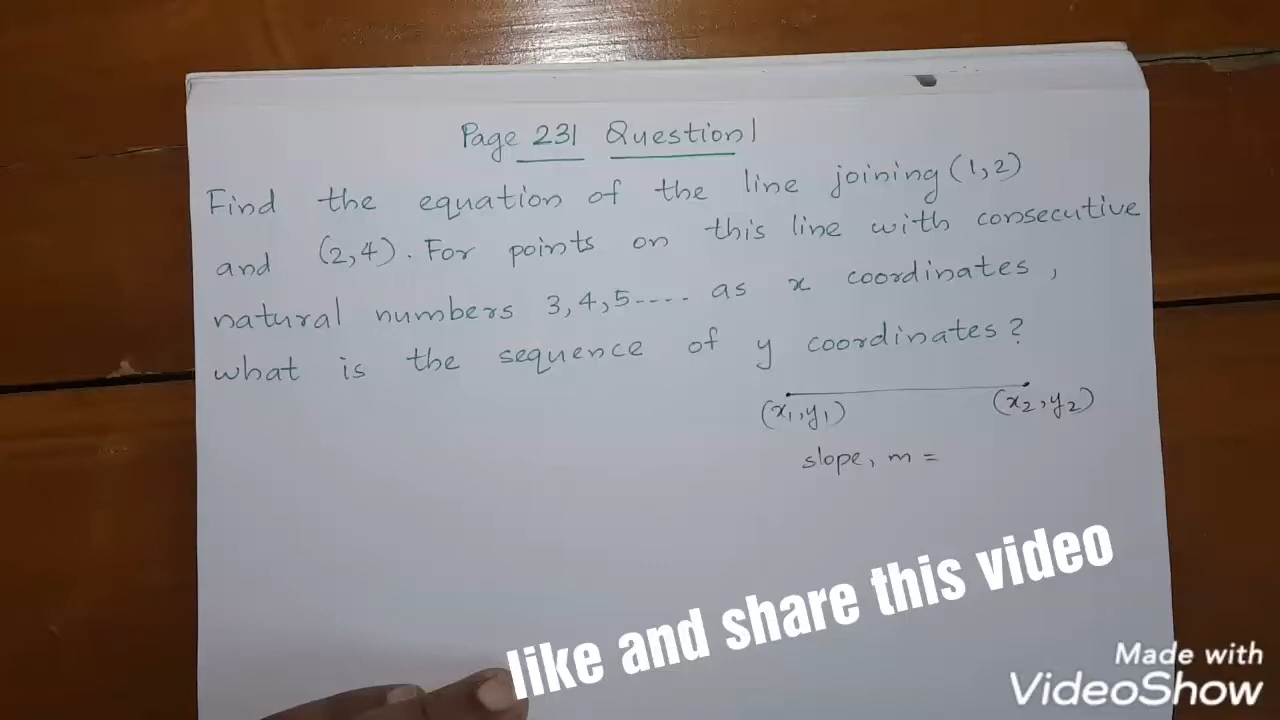 Page 231 Question 1
Find the equation of the line joining (1,2)
and (2,4). For points on this line with consecutive
natural numbers 3,4,5---- as x coordinates,
what is the sequence of y coordinates?
(x₁,y₁) (x₂,y₂)
slope, m =
like and share this video
Made with
VideoShow